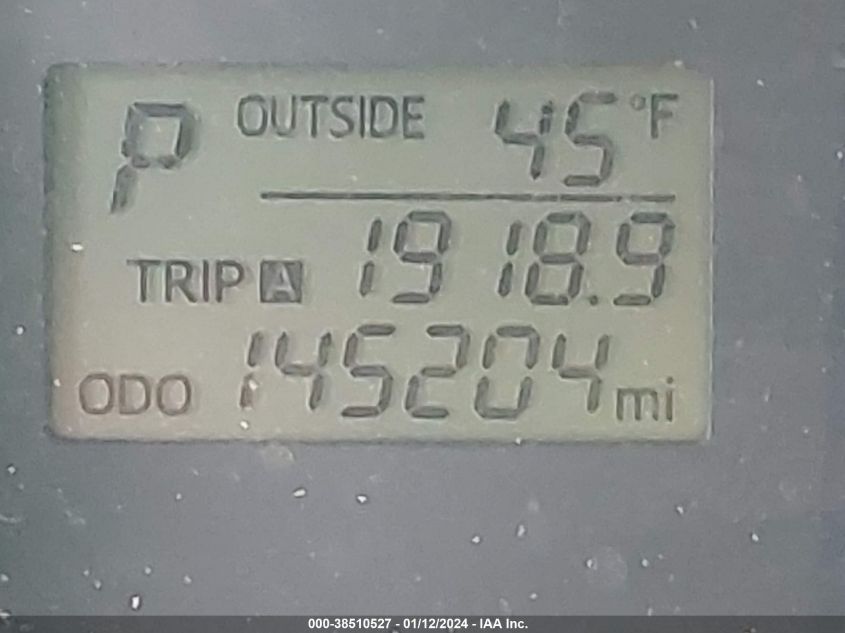 P OUTSIDE 45°F
TRIP A 1918.9
ODO 145204 mi
000-38510527 - 01/12/2024 - IAA Inc.